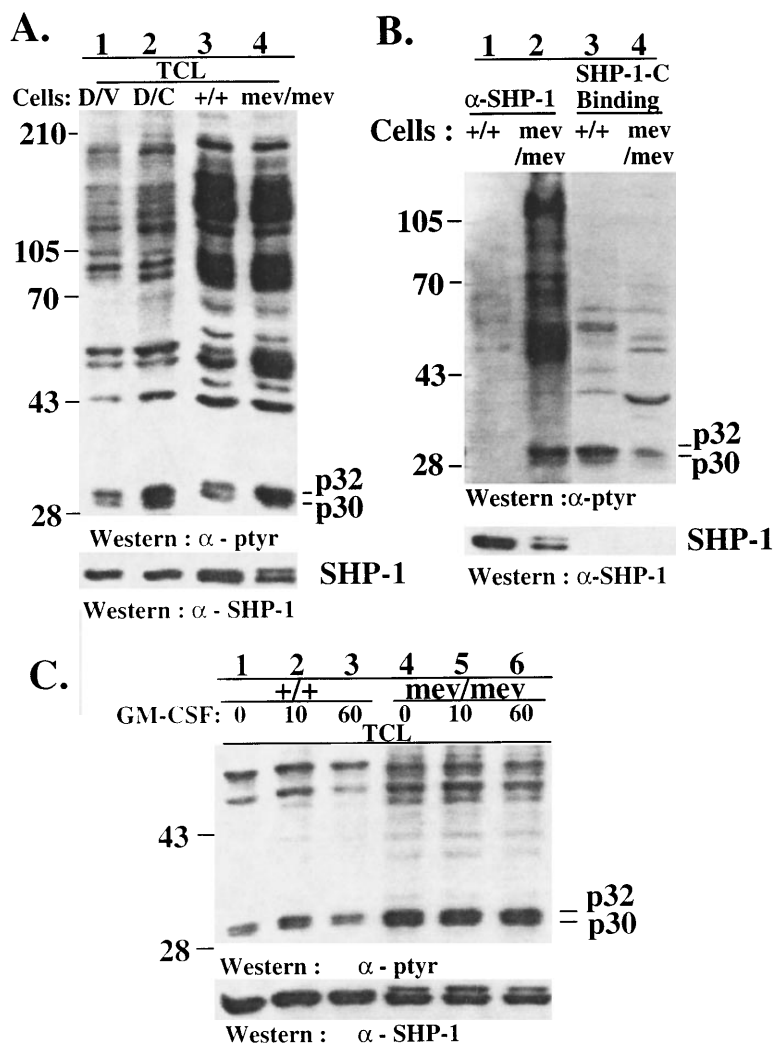 A.
1 2 3 4
TCL
Cells: D/V D/C +/+ mev/mev
210
105
70
43
28
p32
p30
Western : α - ptyr
SHP-1
Western : α - SHP-1
B.
1 2 3 4
α-SHP-1 SHP-1-C Binding
Cells : +/+ mev/mev +/+ mev/mev
105
70
43
28
p32
p30
Western :α-ptyr
SHP-1
Western : α-SHP-1
C.
1 2 3 4 5 6
+/+ mev/mev
GM-CSF: 0 10 60 0 10 60
TCL
43
28
p32
p30
Western : α - ptyr
Western : α - SHP-1